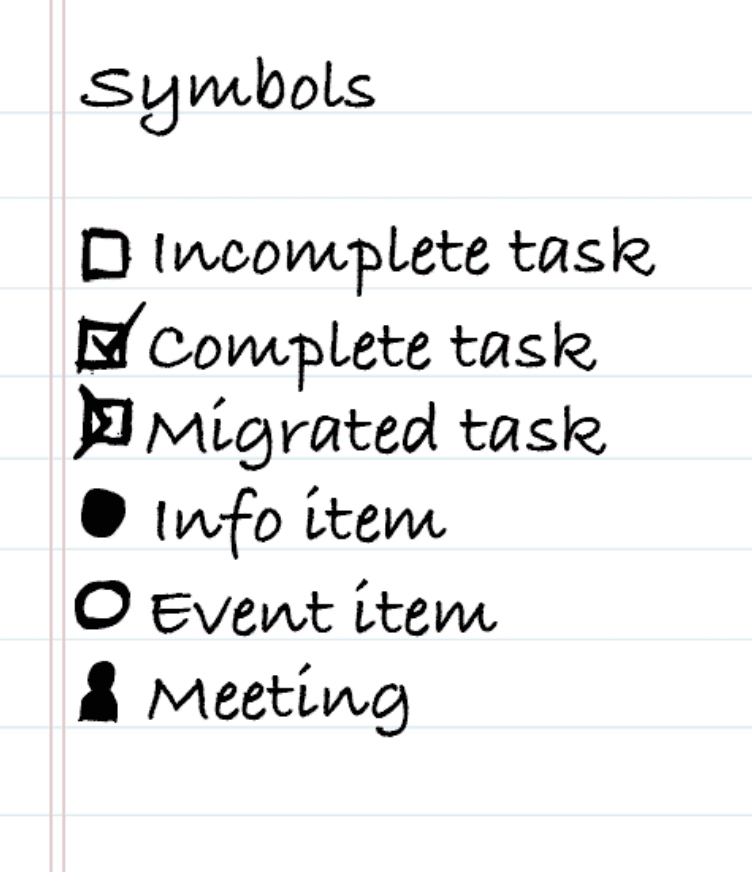 Symbols
Incomplete task
Complete task
Migrated task
Info item
Event item
Meeting